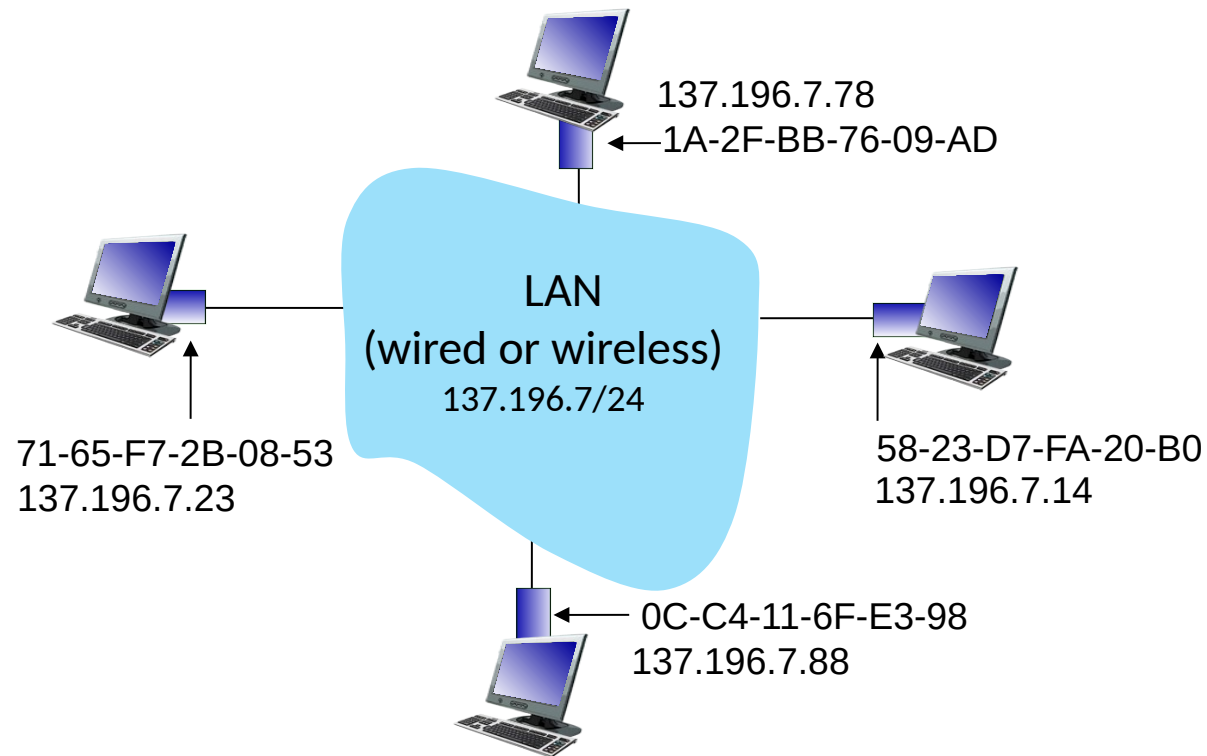 137.196.7.78
1A-2F-BB-76-09-AD
LAN
(wired or wireless)
137.196.7/24
71-65-F7-2B-08-53
137.196.7.23
58-23-D7-FA-20-B0
137.196.7.14
0C-C4-11-6F-E3-98
137.196.7.88